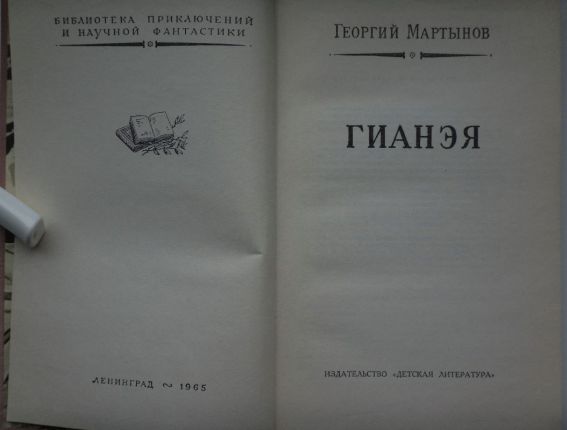 БИБЛИОТЕКА ПРИКЛЮЧЕНИЙ
И НАУЧНОЙ ФАНТАСТИКИ
ЛЕНИНГРАД ~ 1965
ГЕОРГИЙ МАРТЫНОВ
ГИАНЭЯ
ИЗДАТЕЛЬСТВО «ДЕТСКАЯ ЛИТЕРАТУРА»